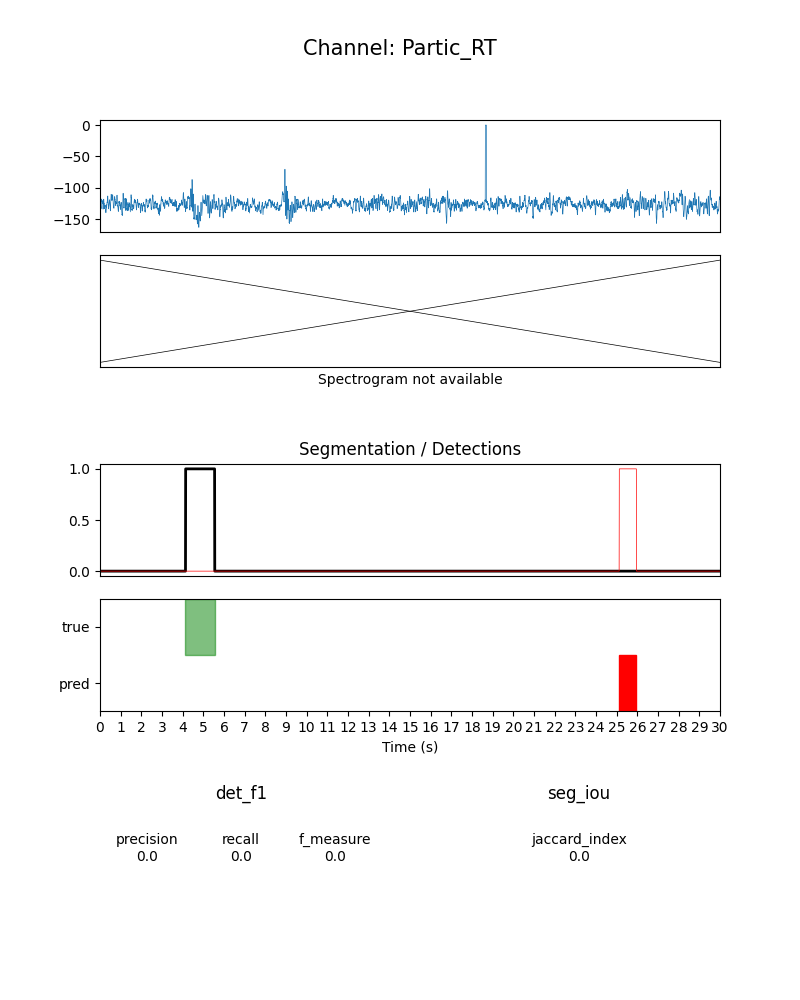 Channel: Partic_RT
0
−50
−100
−150
Spectrogram not available
Segmentation / Detections
1.0
0.5
0.0
true
pred
0 1 2 3 4 5 6 7 8 9 10 11 12 13 14 15 16 17 18 19 20 21 22 23 24 25 26 27 28 29 30
Time (s)
det_f1 seg_iou
precision recall f_measure jaccard_index
0.0 0.0 0.0 0.0